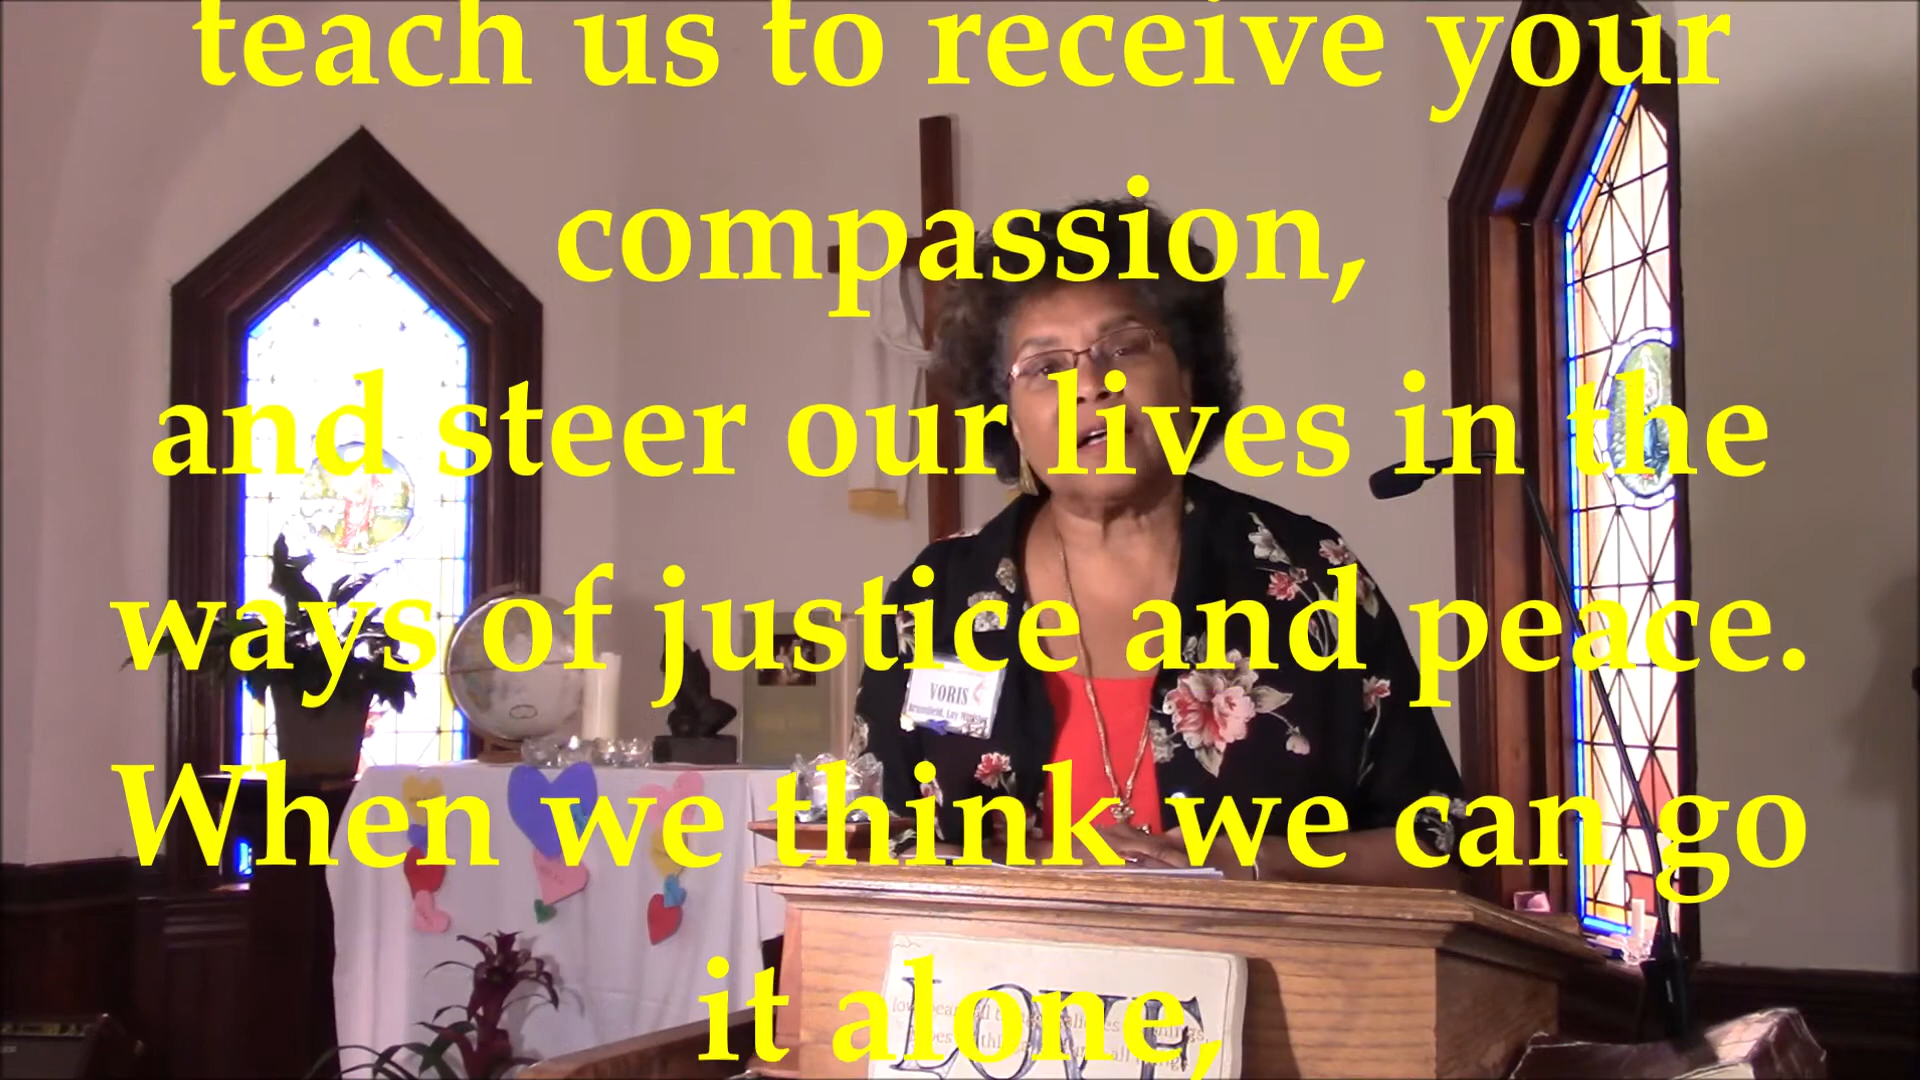 teach us to receive your
compassion,
and steer our lives in the
ways of justice and peace.
When we think we can go
it alone,
VORIS
Lay
LOVE